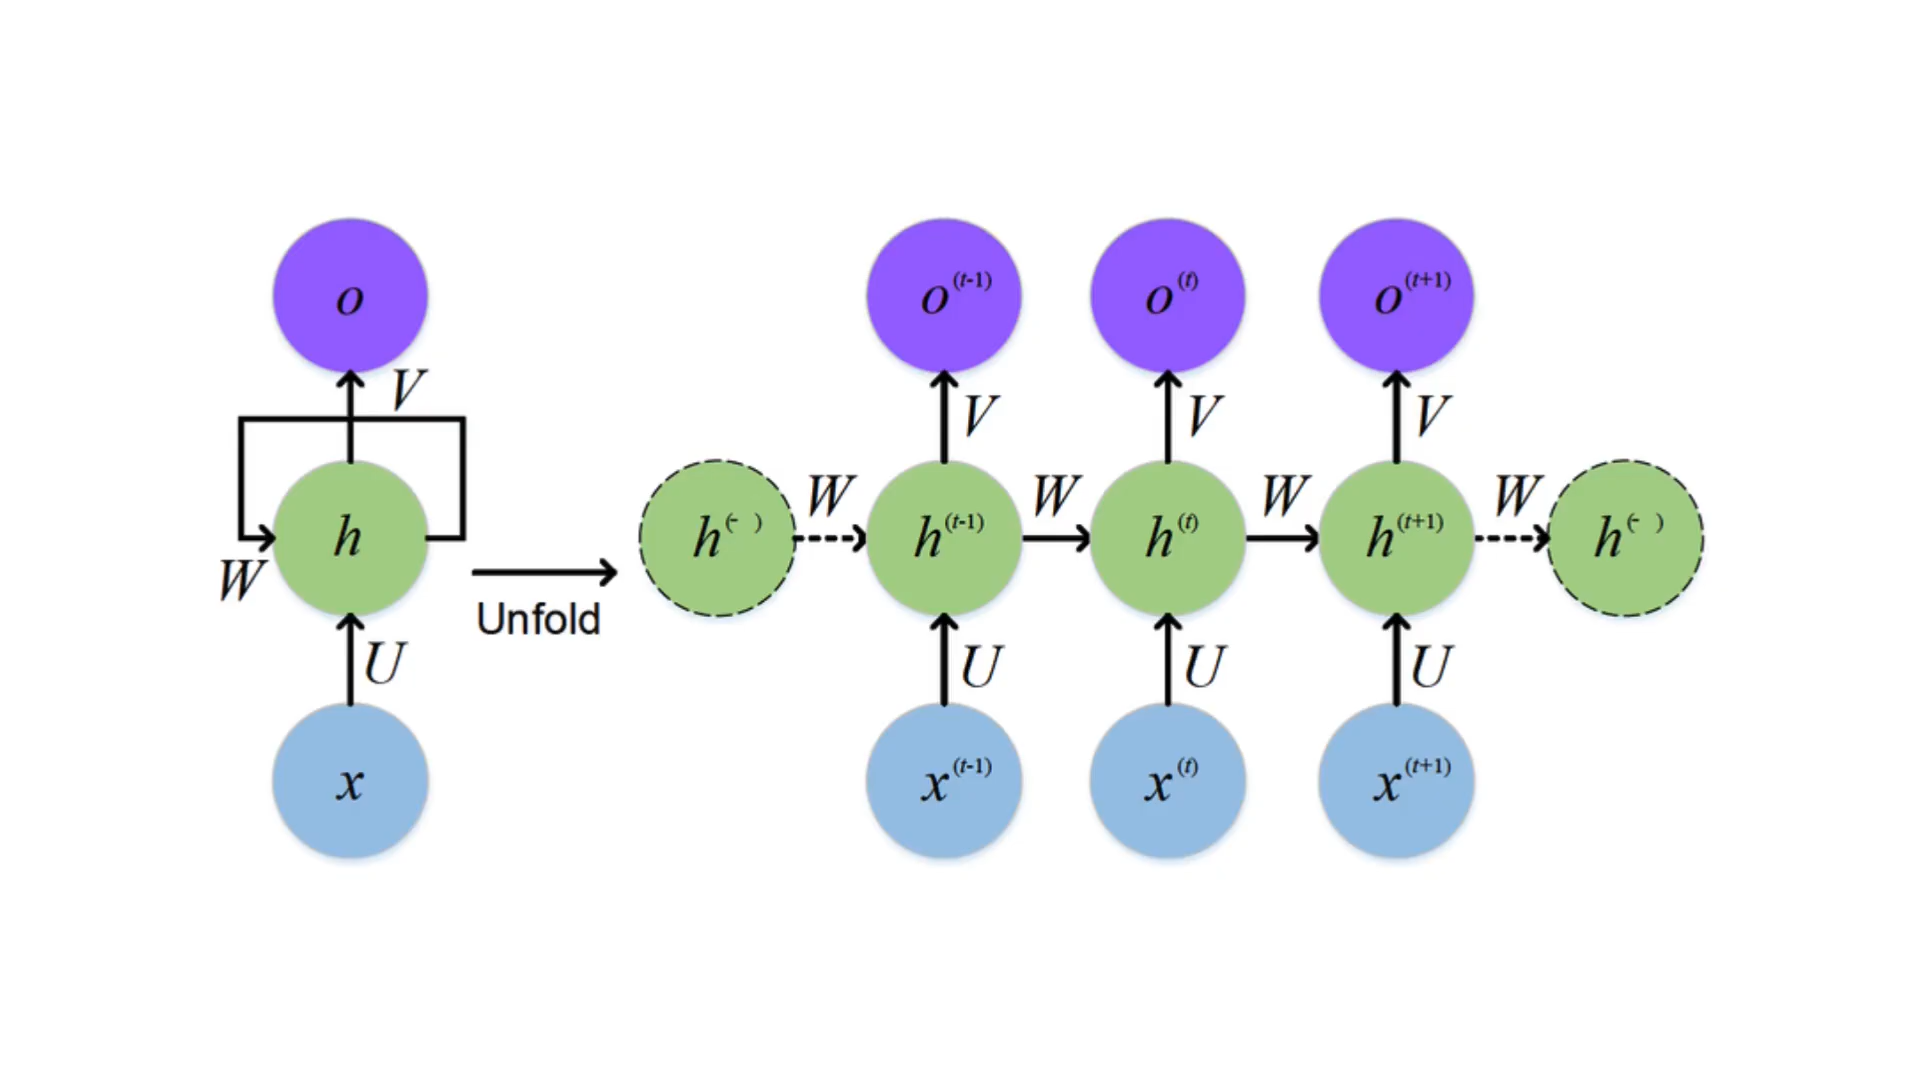 o
V
h
W
U
x
Unfold
o(t-1) o(t) o(t+1)
V V V
W W W W
h(- ) h(t-1) h(t) h(t+1) h(- )
U U U
x(t-1) x(t) x(t+1)